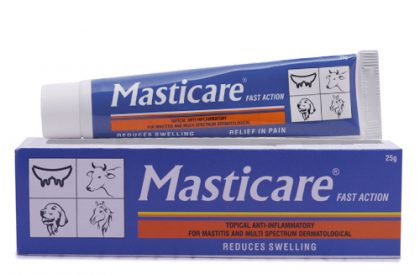 Masticare®
FAST ACTION
TOPICAL ANTI-INFLAMMATORY
FOR MASTITIS AND MULTI SPECTRUM DERMATOLOGICAL
REDUCES SWELLING RELIEF IN PAIN
25g
Masticare®
FAST ACTION
TOPICAL ANTI-INFLAMMATORY
FOR MASTITIS AND MULTI SPECTRUM DERMATOLOGICAL
REDUCES SWELLING